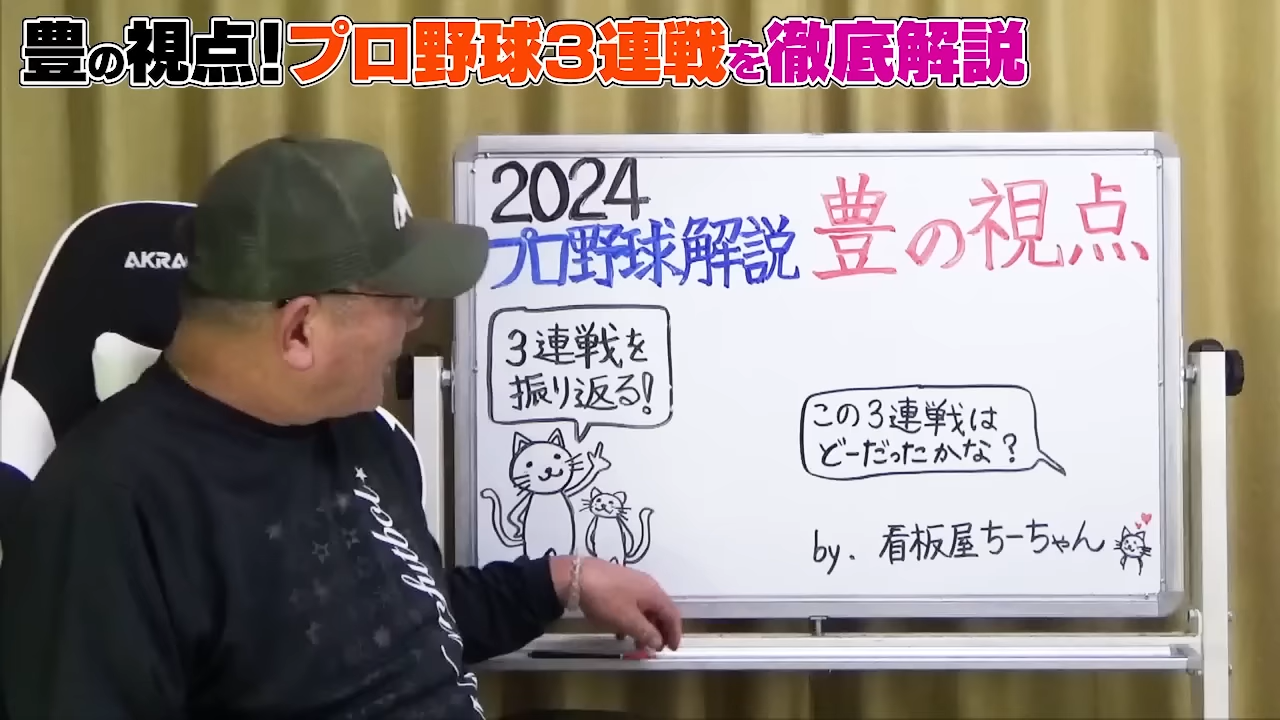 豊の視点!プロ野球3連戦を徹底解説
2024
プロ野球解説 豊の視点
3連戦を
振り返る!
この3連戦は
どーだったかな?
by. 看板屋ちーちゃん